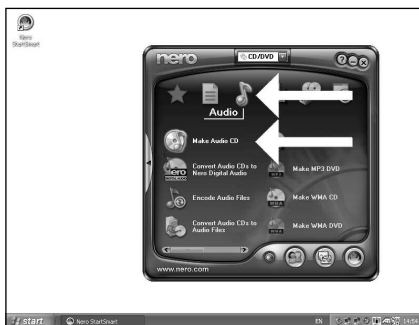 Nero
StartSmart
nero
CD/DVD
Audio
Make Audio CD
Convert Audio CDs to
Nero Digital Audio
Make MP3 DVD
Encode Audio Files
Make WMA CD
Convert Audio CDs to
Audio Files
Make WMA DVD
www.nero.com
start
Nero StartSmart
EN
14:54